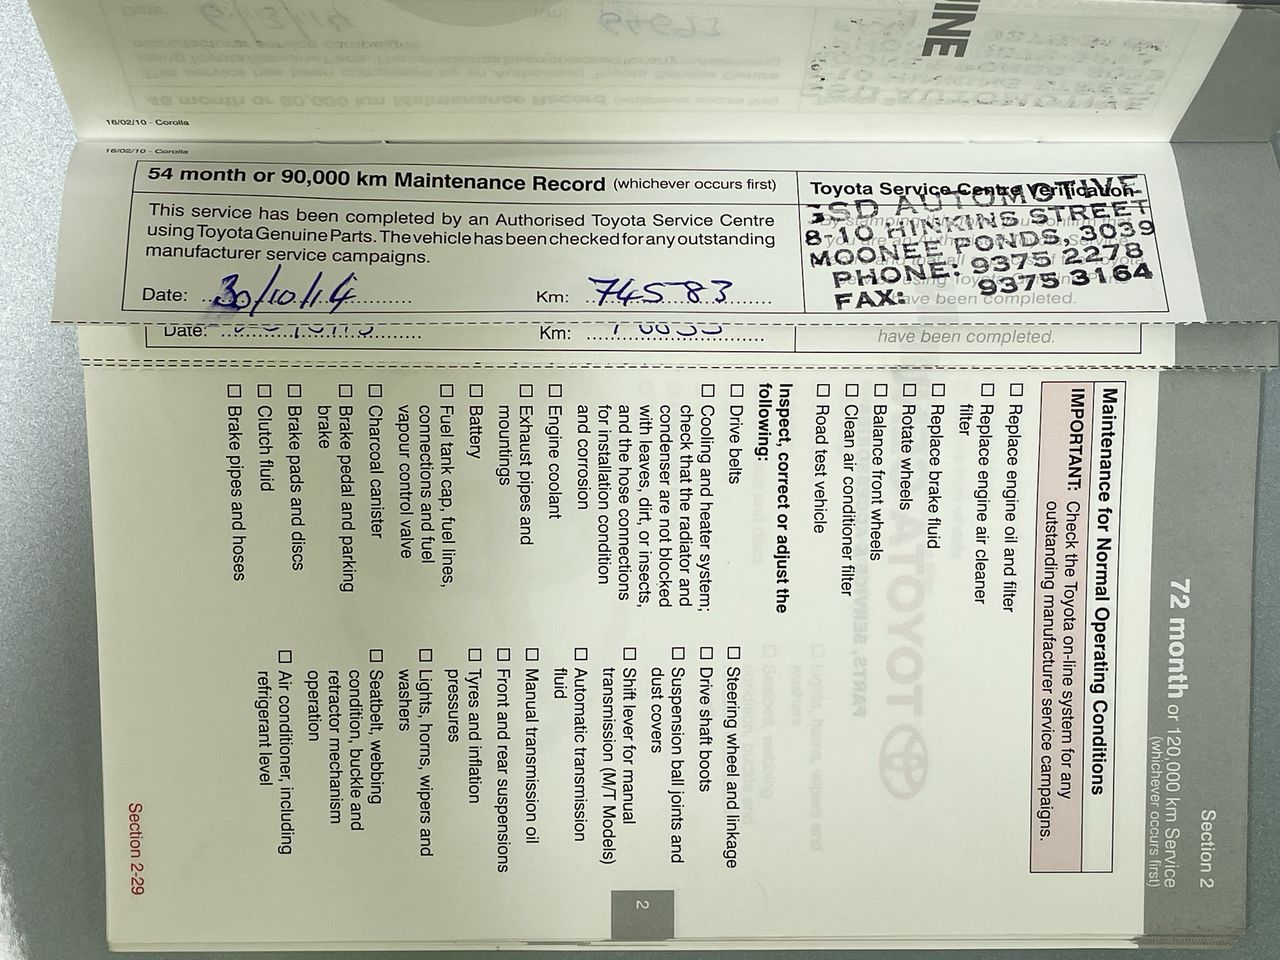 INE
16/02/10 - Corolla
16/02/10 - Corolla
54 month or 90,000 km Maintenance Record (whichever occurs first)
This service has been completed by an Authorised Toyota Service Centre
using Toyota Genuine Parts. The vehicle has been checked for any outstanding
manufacturer service campaigns.
Date: 30/10/14
Km: 74583
Toyota Service Centre Verification
SD AUTOMOTIVE
8-10 HINKINS STREET
MOONEE PONDS, 3039
PHONE: 9375 2278
FAX: 9375 3164
have been completed.
Date:
Km:
have been completed.
Section 2
72 month or 120,000 km Service
(whichever occurs first)
Maintenance for Normal Operating Conditions
IMPORTANT: Check the Toyota on-line system for any
outstanding manufacturer service campaigns.
☐ Replace engine oil and filter
☐ Replace engine air cleaner
filter
☐ Replace brake fluid
☐ Rotate wheels
☐ Balance front wheels
☐ Clean air conditioner filter
☐ Road test vehicle
Inspect, correct or adjust the
following:
☐ Drive belts
☐ Cooling and heater system;
check that the radiator and
condenser are not blocked
with leaves, dirt, or insects,
and the hose connections
for installation condition
and corrosion
☐ Engine coolant
☐ Exhaust pipes and
mountings
☐ Battery
☐ Fuel tank cap, fuel lines,
connections and fuel
vapour control valve
☐ Charcoal canister
☐ Brake pedal and parking
brake
☐ Brake pads and discs
☐ Clutch fluid
☐ Brake pipes and hoses
☐ Steering wheel and linkage
☐ Drive shaft boots
☐ Suspension ball joints and
dust covers
☐ Shift lever for manual
transmission (M/T Models)
☐ Automatic transmission
fluid
☐ Manual transmission oil
☐ Front and rear suspensions
☐ Tyres and inflation
pressures
☐ Lights, horns, wipers and
washers
☐ Seatbelt, webbing
condition, buckle and
retractor mechanism
operation
☐ Air conditioner, including
refrigerant level
2
Section 2-29